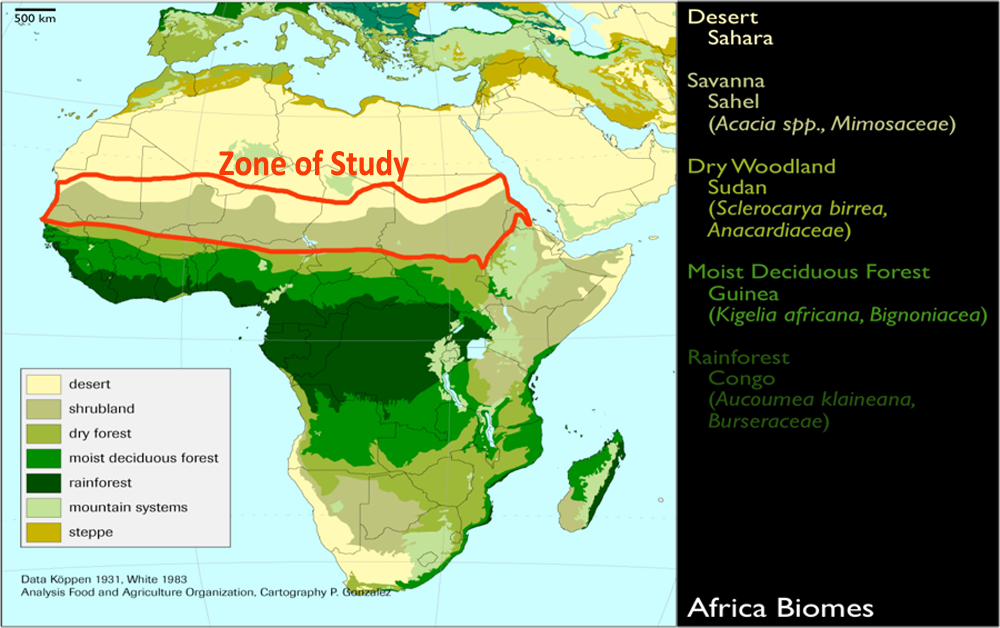 500 km
Zone of Study
desert
shrubland
dry forest
moist deciduous forest
rainforest
mountain systems
steppe
Data Köppen 1931, White 1983
Analysis Food and Agriculture Organization, Cartography P. Gonzalez
Desert
Sahara
Savanna
Sahel
(Acacia spp., Mimosaceae)
Dry Woodland
Sudan
(Sclerocarya birrea,
Anacardiaceae)
Moist Deciduous Forest
Guinea
(Kigelia africana, Bignoniacea)
Rainforest
Congo
(Aucoumea klaineana,
Burseraceae)
Africa Biomes